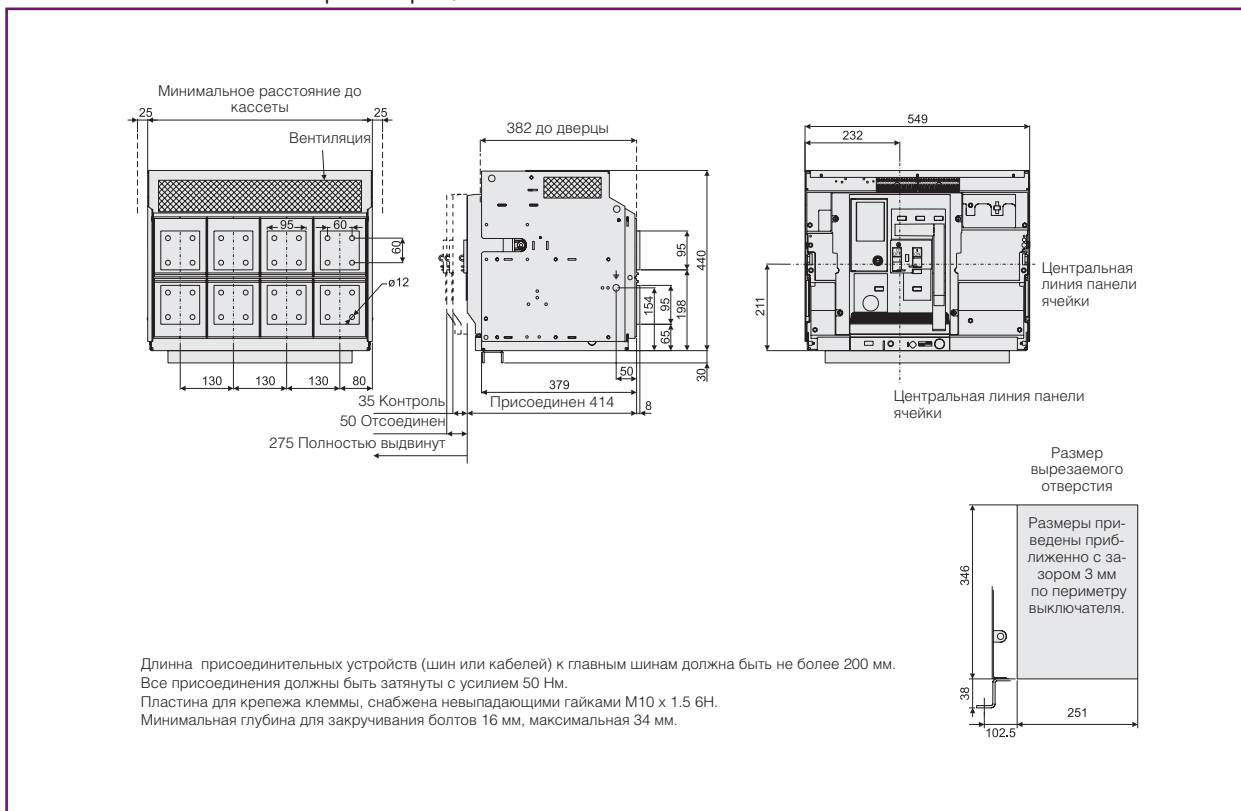 Минимальное расстояние до
кассеты
25
25
Вентиляция
95
60
60
ø12
130
130
130
80
382 до дверцы
95
440
154
95
198
65
50
30
379
35 Контроль
Присоединен 414
8
50 Отсоединен
275 Полностью выдвинут
549
232
211
Центральная
линия панели
ячейки
Центральная линия панели
ячейки
Размер
вырезаемого
отверстия
Размеры при-
ведены приб-
лиженно с за-
зором 3 мм
по периметру
выключателя.
346
38
102.5
251
Длинна присоединительных устройств (шин или кабелей) к главным шинам должна быть не более 200 мм.
Все присоединения должны быть затянуты с усилием 50 Нм.
Пластина для крепежа клеммы, снабжена невыпадающими гайками М10 х 1.5 6Н.
Минимальная глубина для закручивания болтов 16 мм, максимальная 34 мм.